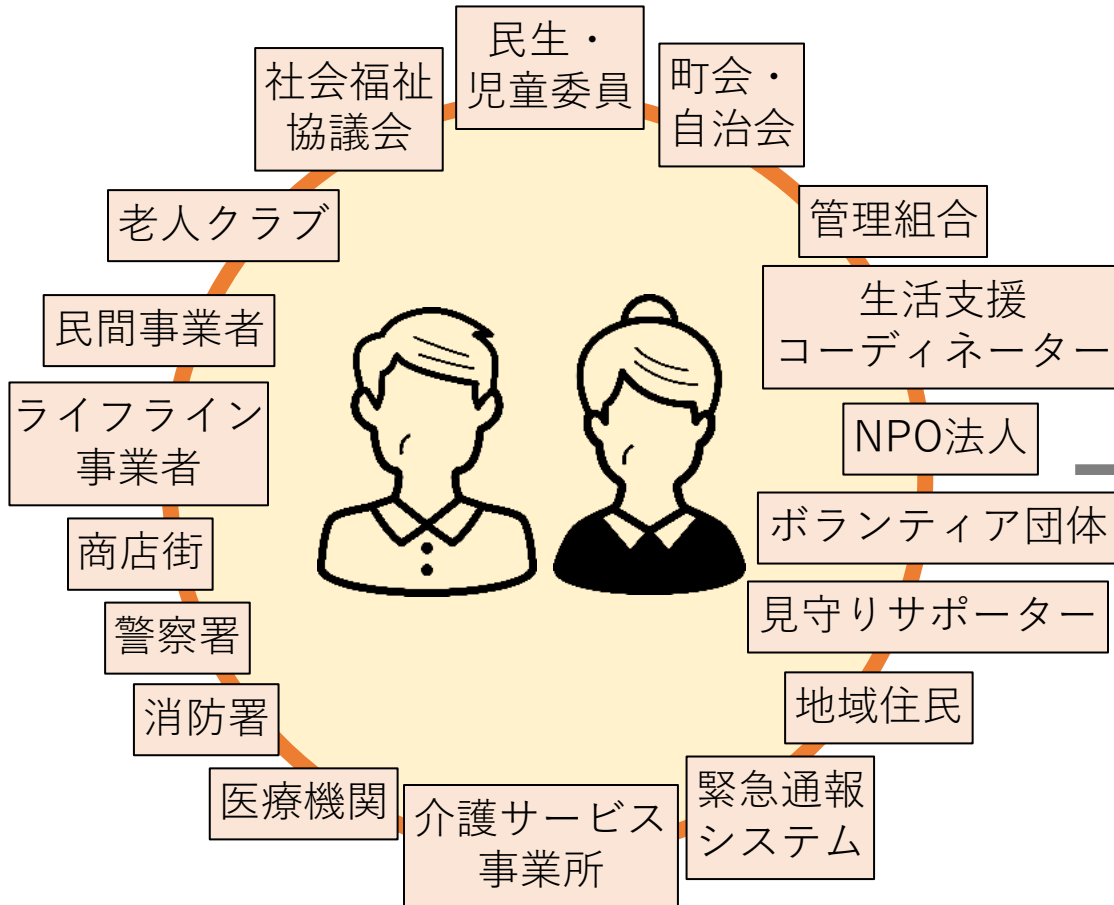 民生・
児童委員
町会・
自治会
管理組合
生活支援
コーディネーター
NPO法人
ボランティア団体
見守りサポーター
地域住民
緊急通報
システム
介護サービス
事業所
医療機関
消防署
警察署
商店街
ライフライン
事業者
民間事業者
老人クラブ
社会福祉
協議会